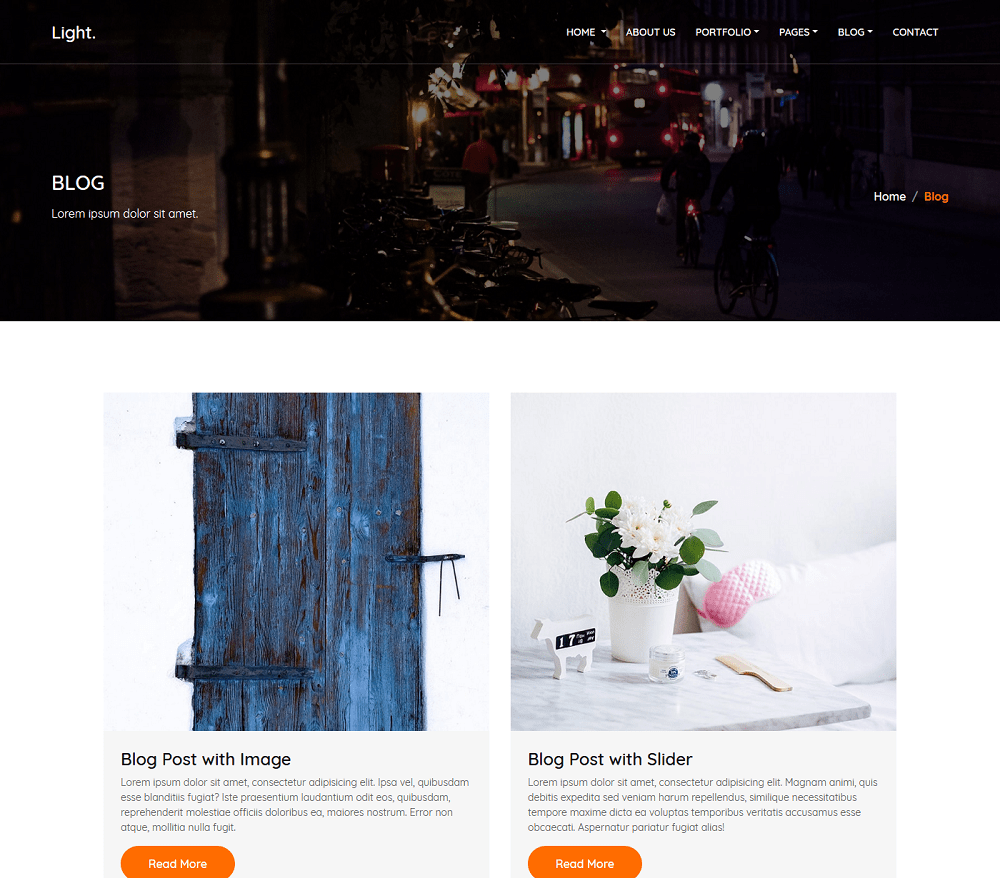 Light.
HOME ABOUT US PORTFOLIO PAGES BLOG CONTACT
BLOG
Lorem ipsum dolor sit amet.
Home / Blog
17
Blog Post with Image
Lorem ipsum dolor sit amet, consectetur adipisicing elit. Ipsa vel, quibusdam
esse blanditiis fugiat? Iste praesentium laudantium odit eos, quibusdam,
reprehenderit molestiae officiis doloribus ea, maiores nostrum. Error non
atque, mollitia nulla fugit.
Read More
Blog Post with Slider
Lorem ipsum dolor sit amet, consectetur adipisicing elit. Magnam animi, quis
debitis expedita sed veniam harum repellendus, similique necessitatibus
tempore maxime dicta ea voluptas temporibus veritatis accusamus esse
obcaecati. Aspernatur pariatur fugiat alias!
Read More